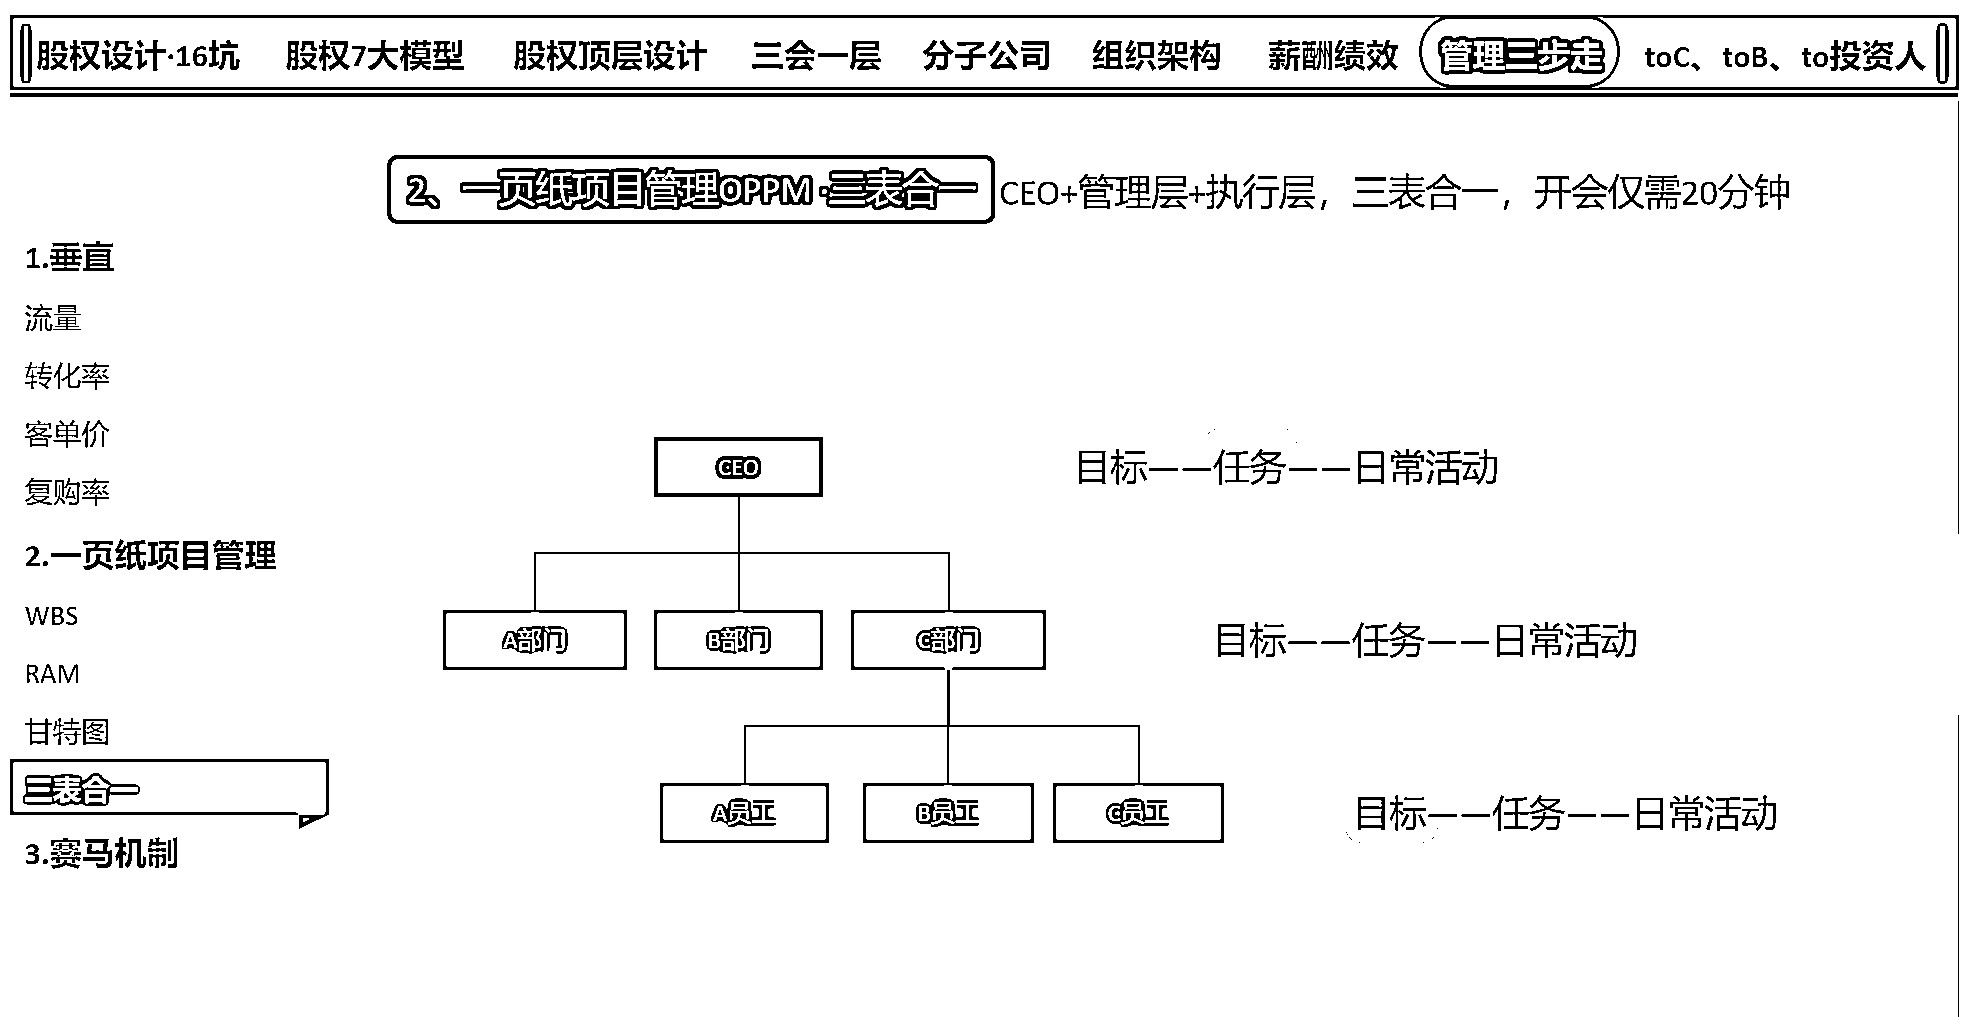 股权设计·16坑 股权7大模型 股权顶层设计 三会一层 分子公司 组织架构 薪酬绩效 管理三步走 toC、toB、to投资人
2、一页纸项目管理OPPM·三表合一 CEO+管理层+执行层，三表合一，开会仅需20分钟
1.垂直
流量
转化率
客单价
复购率
2.一页纸项目管理
WBS
RAM
甘特图
三表合一
3.赛马机制
CEO
目标——任务——日常活动
A部门 B部门 C部门
目标——任务——日常活动
A员工 B员工 C员工
目标——任务——日常活动